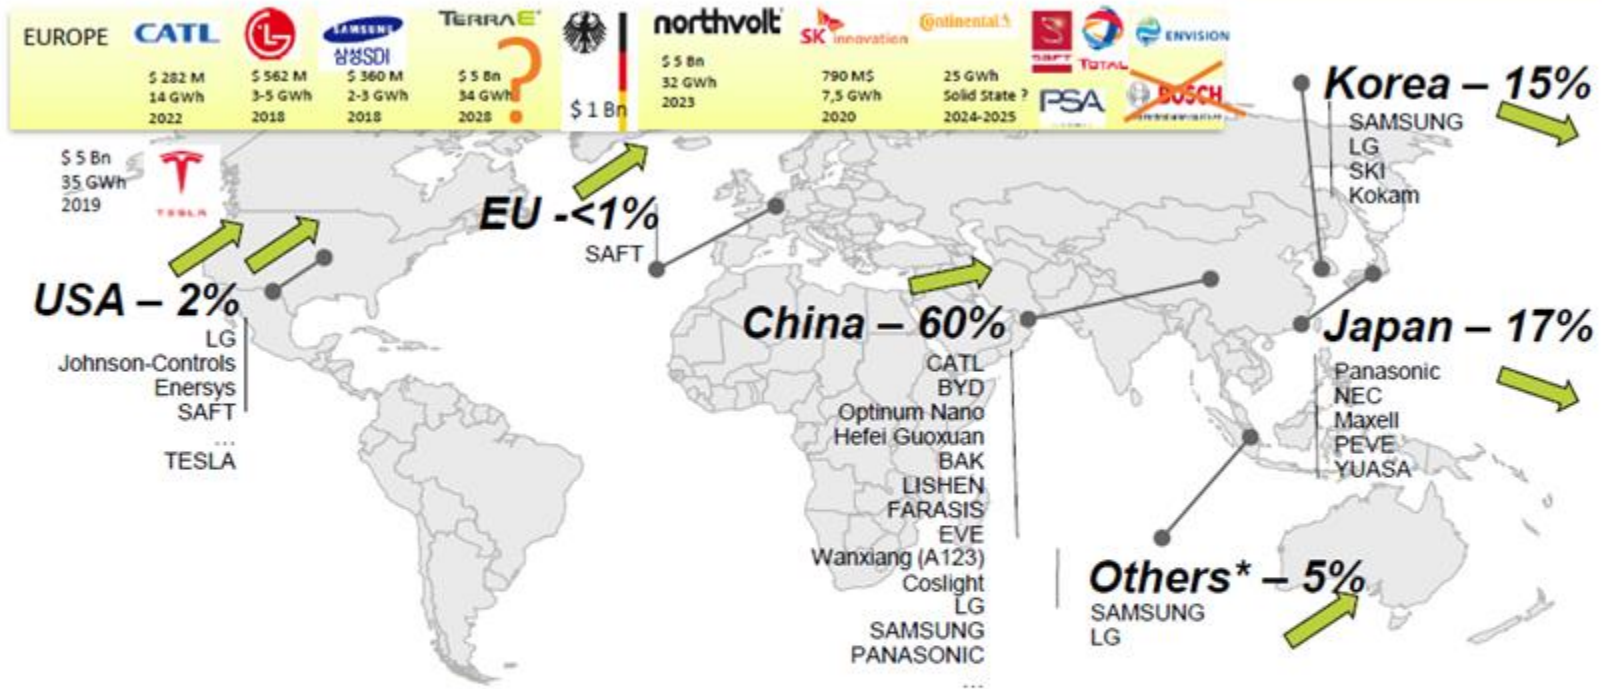 EUROPE
CATL
$ 282 M
14 GWh
2022
LG
$ 562 M
3-5 GWh
2018
SAMSUNG
삼성SDI
$ 360 M
2-3 GWh
2018
TERRAE
$ 5 Bn
34 GWh
2028
?
$ 1 Bn
northvolt
$ 5 Bn
32 GWh
2023
SK innovation
790 M$
7,5 GWh
2020
Continental
25 GWh
Solid State ?
2024-2025
SAFT
TOTAL
ENVISION
PSA
BOSCH
$ 5 Bn
35 GWh
2019
TESLA
USA – 2%
LG
Johnson-Controls
Enersys
SAFT
...
TESLA
EU -<1%
SAFT
China – 60%
CATL
BYD
Optinum Nano
Hefei Guoxuan
BAK
LISHEN
FARASIS
EVE
Wanxiang (A123)
Coslight
LG
SAMSUNG
PANASONIC
...
Korea – 15%
SAMSUNG
LG
SKI
Kokam
Japan – 17%
Panasonic
NEC
Maxell
PEVE
YUASA
Others* – 5%
SAMSUNG
LG